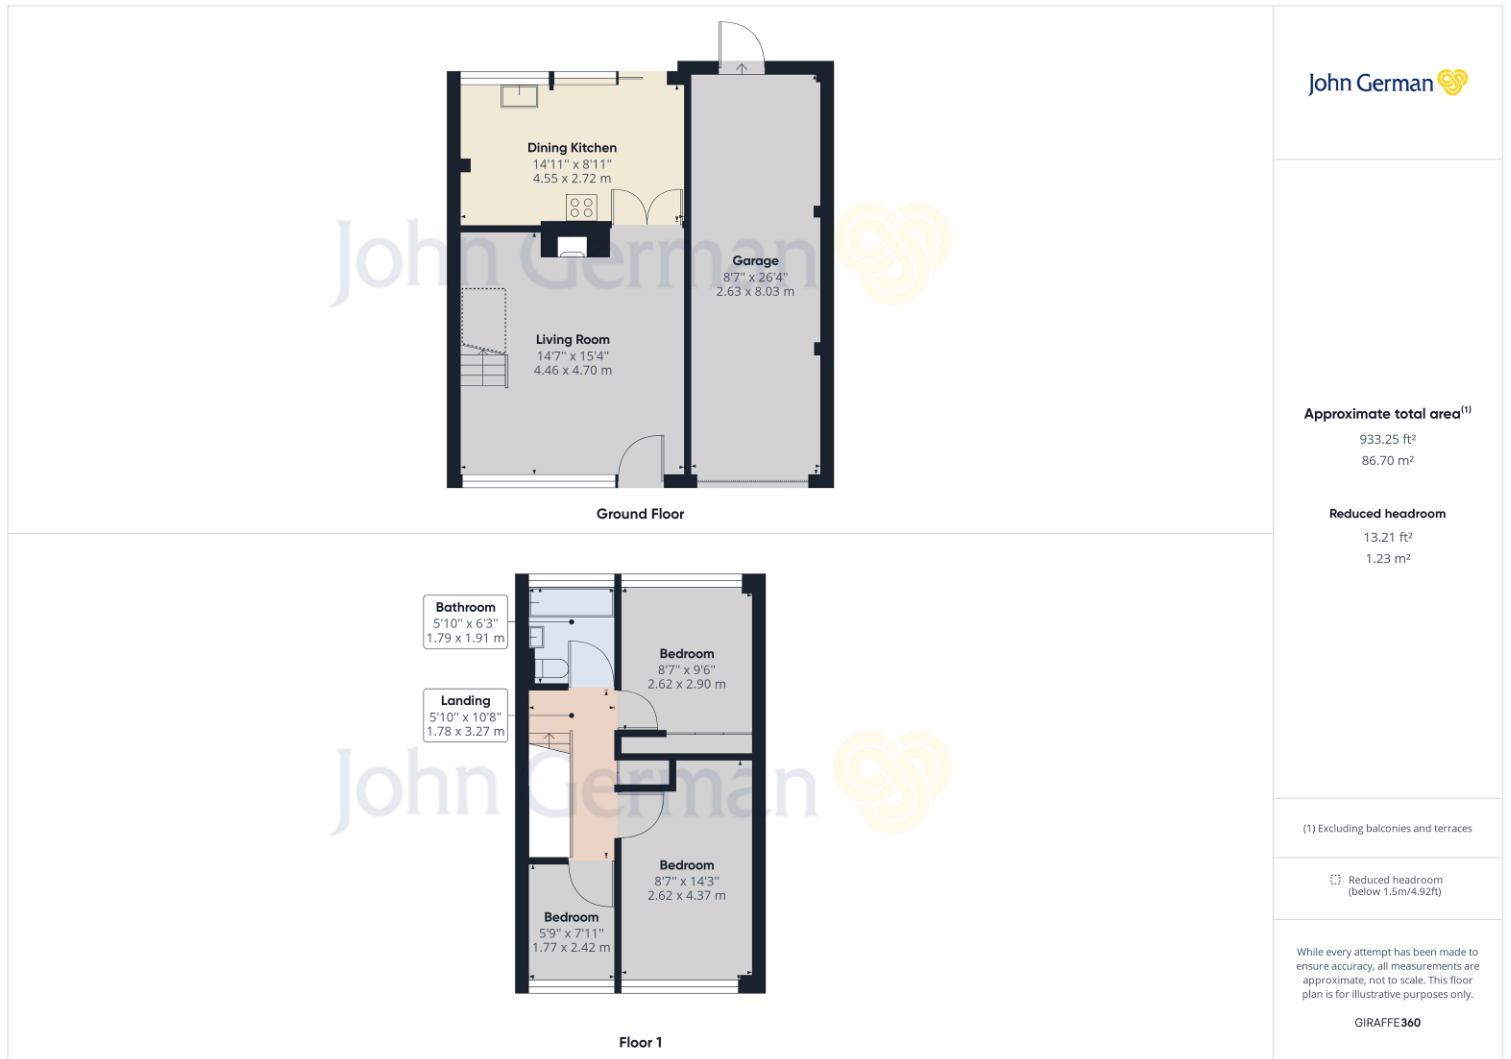 Dining Kitchen
14'11" x 8'11"
4.55 x 2.72 m
Garage
8'7" x 26'4"
2.63 x 8.03 m
Living Room
14'7" x 15'4"
4.46 x 4.70 m
John German
Ground Floor
Bathroom
5'10" x 6'3"
1.79 x 1.91 m
Bedroom
8'7" x 9'6"
2.62 x 2.90 m
Landing
5'10" x 10'8"
1.78 x 3.27 m
John German
Bedroom
8'7" x 14'3"
2.62 x 4.37 m
Bedroom
5'9" x 7'11"
1.77 x 2.42 m
Floor 1
John German
Approximate total area(1)
933.25 ft²
86.70 m²
Reduced headroom
13.21 ft²
1.23 m²
(1) Excluding balconies and terraces
Reduced headroom
(below 1.5m/4.92ft)
While every attempt has been made to
ensure accuracy, all measurements are
approximate, not to scale. This floor
plan is for illustrative purposes only.
GIRAFFE360